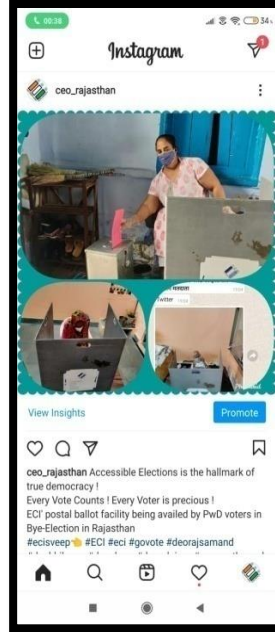 00:38
34
Instagram
1
ceo_rajasthan
Twitter
View Insights
Promote
ceo_rajasthan Accessible Elections is the hallmark of
true democracy !
Every Vote Counts ! Every Voter is precious !
ECI' postal ballot facility being availed by PwD voters in
Bye-Election in Rajasthan
#ecisveep👈 #ECI #eci #govote #deorajsamand